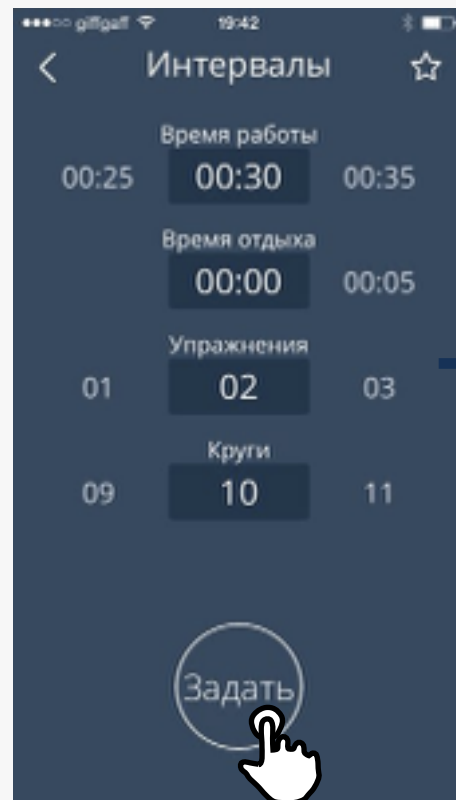 giffgaff 19:42
Интервалы
Время работы
00:25 00:30 00:35
Время отдыха
00:00 00:05
Упражнения
01 02 03
Круги
09 10 11
Задать